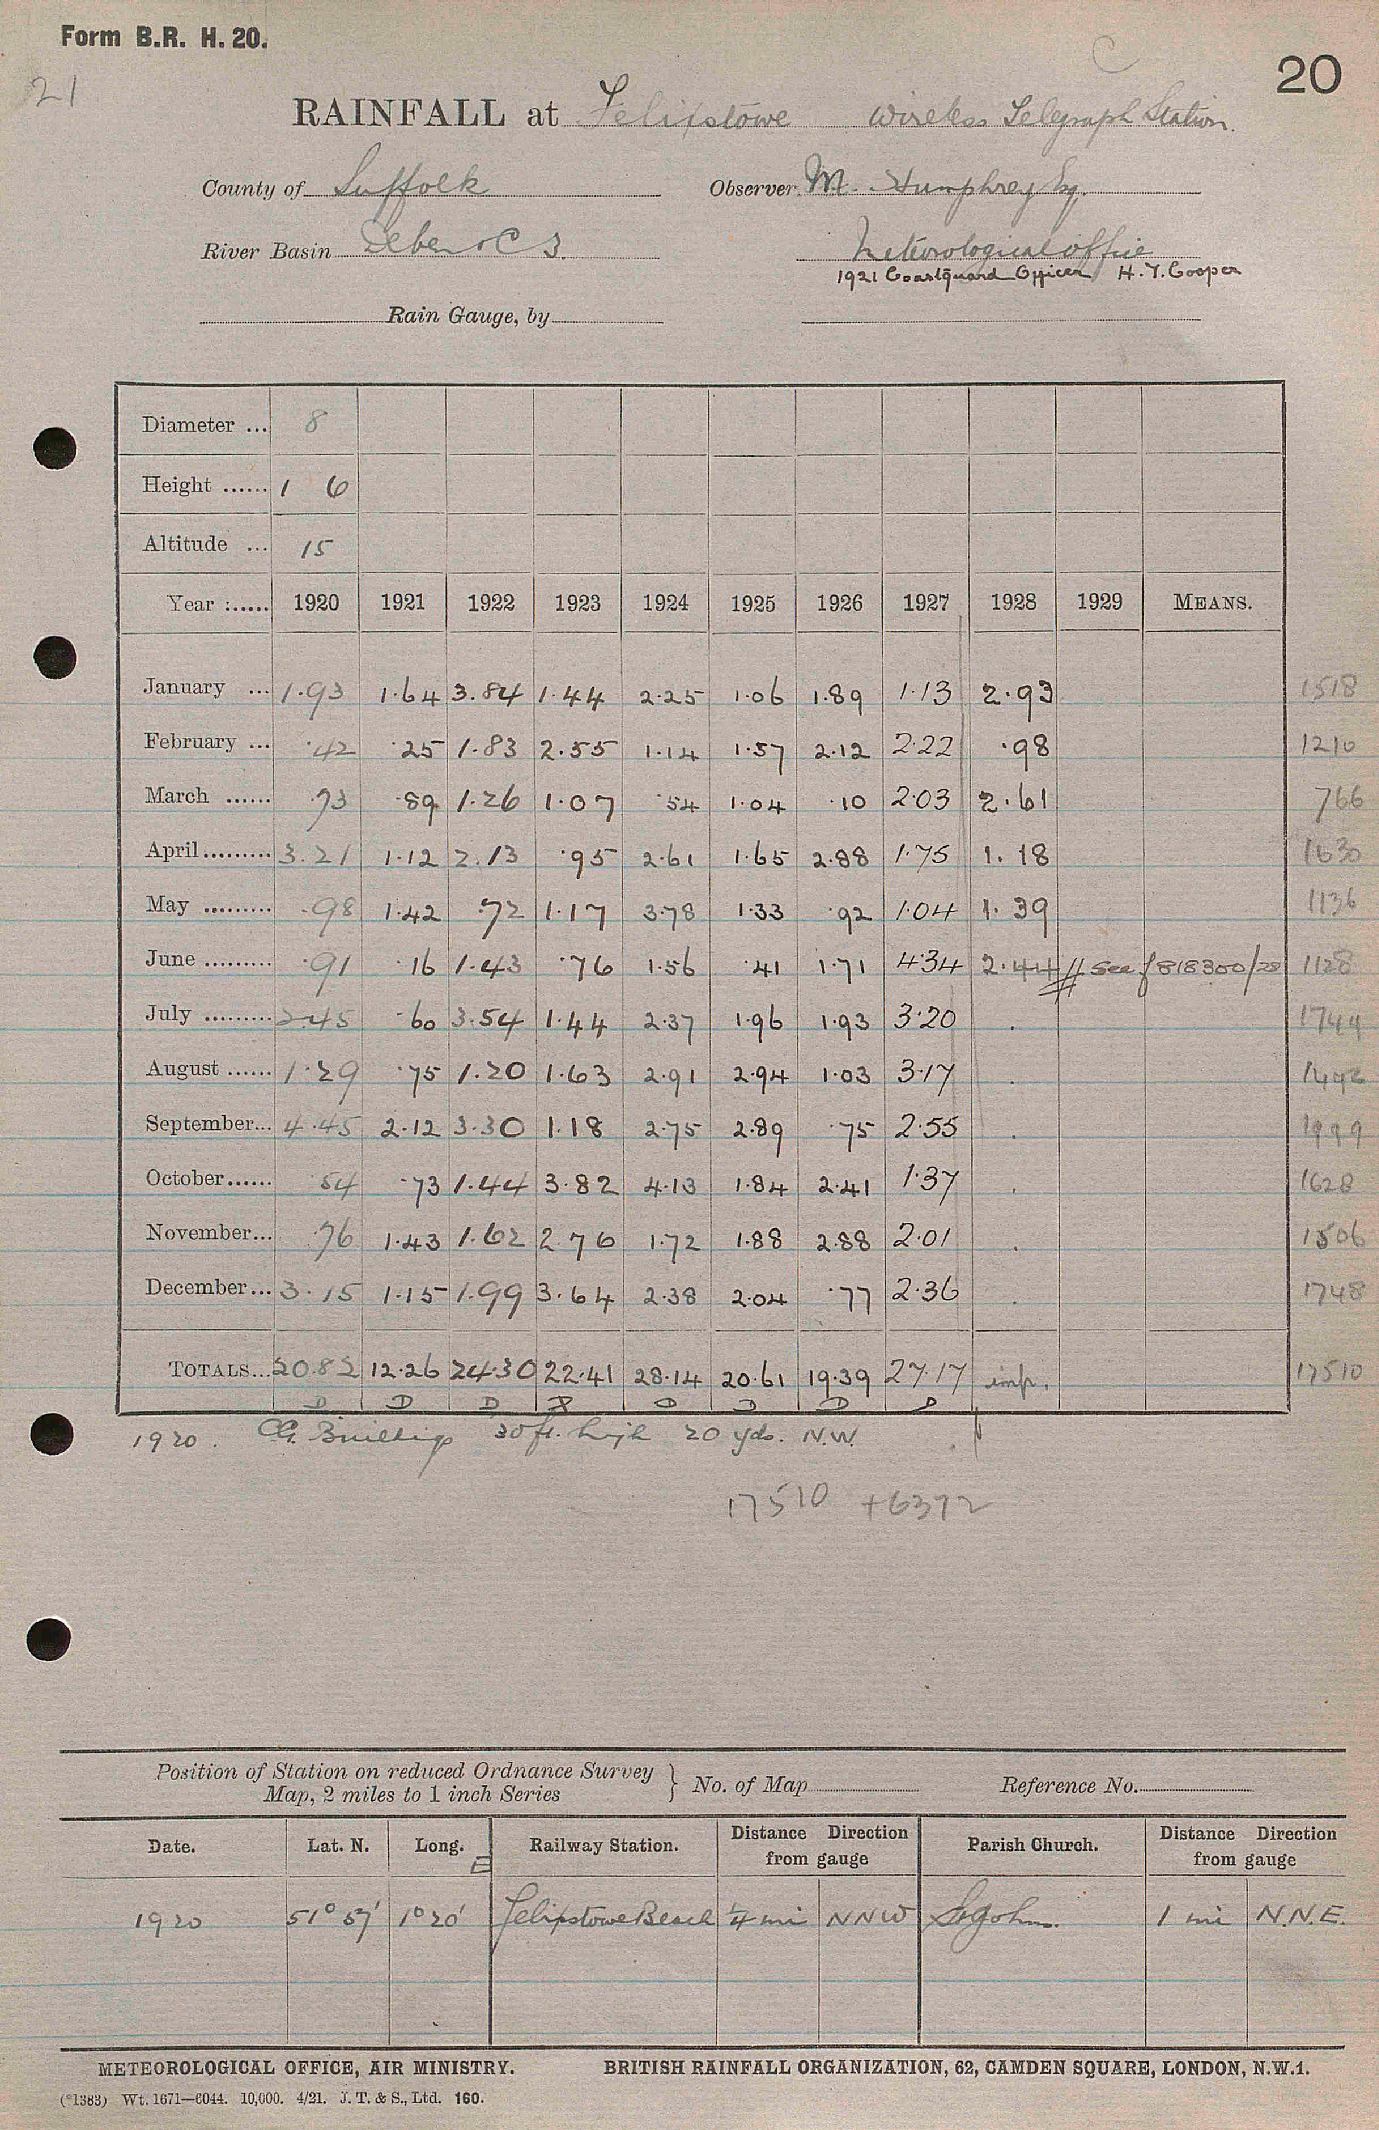 Form B.R. H. 20.
C
20
21
RAINFALL at Felixstowe Wireless Telegraph Station.
County of Suffolk Observer. M. Humphrey Esq.
River Basin Deben & C 3. Meteorological office
1921 Coastguard Officer H. T. Cooper
Rain Gauge, by
Diameter ... 8
Height ...... 1 6
Altitude ... 15
Year :..... 1920 1921 1922 1923 1924 1925 1926 1927 1928 1929 MEANS.
January ... 1.93 1.64 3.84 1.44 2.25 1.06 1.89 1.13 2.93 1518
February ... .42 .25 1.83 2.55 1.14 1.57 2.12 2.22 .98 1210
March ...... .73 .89 1.26 1.07 .54 1.04 .10 2.03 2.61 766
April ......... 3.21 1.12 2.13 .95 2.61 1.65 2.88 1.75 1.18 1630
May ......... .98 1.42 .72 1.17 3.78 1.33 .92 1.04 1.39 1136
June ......... .91 .16 1.43 .76 1.56 .41 1.71 4.34 2.44 // see f 818300/28 1128
July ......... 2.45 .60 3.54 1.44 2.37 1.96 1.93 3.20 . 1744
August ...... 1.29 .75 1.20 1.63 2.91 2.94 1.03 3.17 . 1492
September... 4.45 2.12 3.30 1.18 2.75 2.89 .75 2.55 . 1999
October...... .54 .73 1.44 3.82 4.13 1.84 2.41 1.37 . 1628
November... .76 1.43 1.62 2.76 1.72 1.88 2.88 2.01 . 1506
December... 3.15 1.15 1.99 3.64 2.38 2.04 .77 2.36 . 1748
TOTALS... 20.82 12.26 24.30 22.41 28.14 20.61 19.39 27.17 imp. 17510
D D D D D D D
1920. CG. Buildings 30 ft. high 20 yds. N.W.
17510 +6372
Position of Station on reduced Ordnance Survey
Map, 2 miles to 1 inch Series } No. of Map Reference No.
Date. Lat. N. Long. E Railway Station. Distance Direction from gauge Parish Church. Distance Direction from gauge
1920 51° 57' 1° 20' Felixstowe Beach ¼ mi NNW St John. 1 mi N.N.E.
METEOROLOGICAL OFFICE, AIR MINISTRY. BRITISH RAINFALL ORGANIZATION, 62, CAMDEN SQUARE, LONDON, N.W.1.
(*1383) Wt. 1671—6044. 10,000. 4/21. J. T. & S., Ltd. 160.